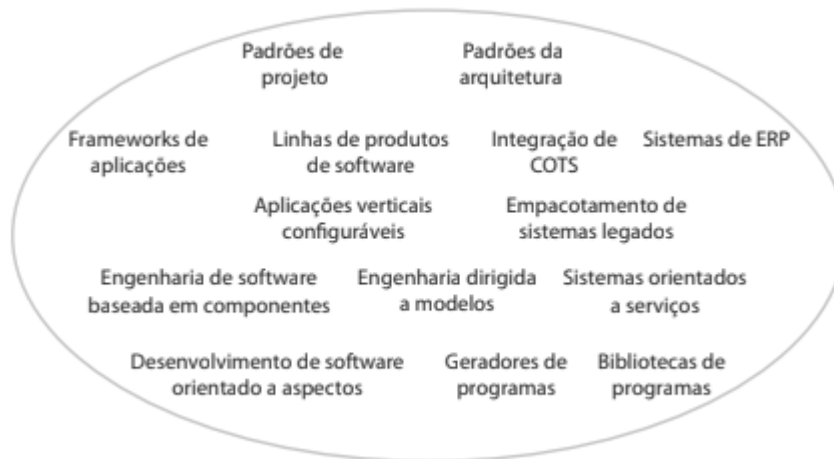 Padrões de
projeto
Padrões da
arquitetura
Frameworks de
aplicações
Linhas de produtos
de software
Integração de
COTS
Sistemas de ERP
Aplicações verticais
configuráveis
Empacotamento de
sistemas legados
Engenharia de software
baseada em componentes
Engenharia dirigida
a modelos
Sistemas orientados
a serviços
Desenvolvimento de software
orientado a aspectos
Geradores de
programas
Bibliotecas de
programas